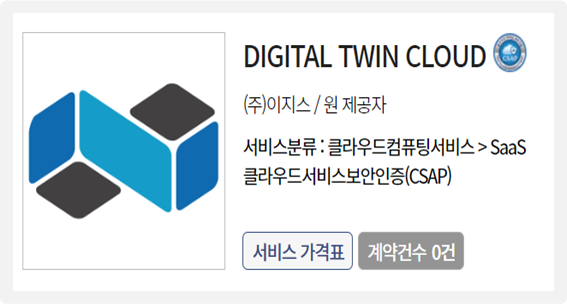 DIGITAL TWIN CLOUD
CSAP
(주)이지스 / 원 제공자
서비스분류 : 클라우드컴퓨팅서비스 > SaaS
클라우드서비스보안인증(CSAP)
서비스 가격표
계약건수 0건